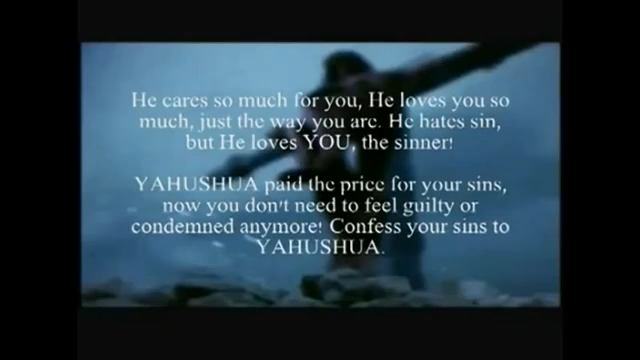 He cares so much for you, He loves you so
much, just the way you are. He hates sin,
but He loves YOU, the sinner!
YAHUSHUA paid the price for your sins,
now you don't need to feel guilty or
condemned anymore! Confess your sins to
YAHUSHUA.